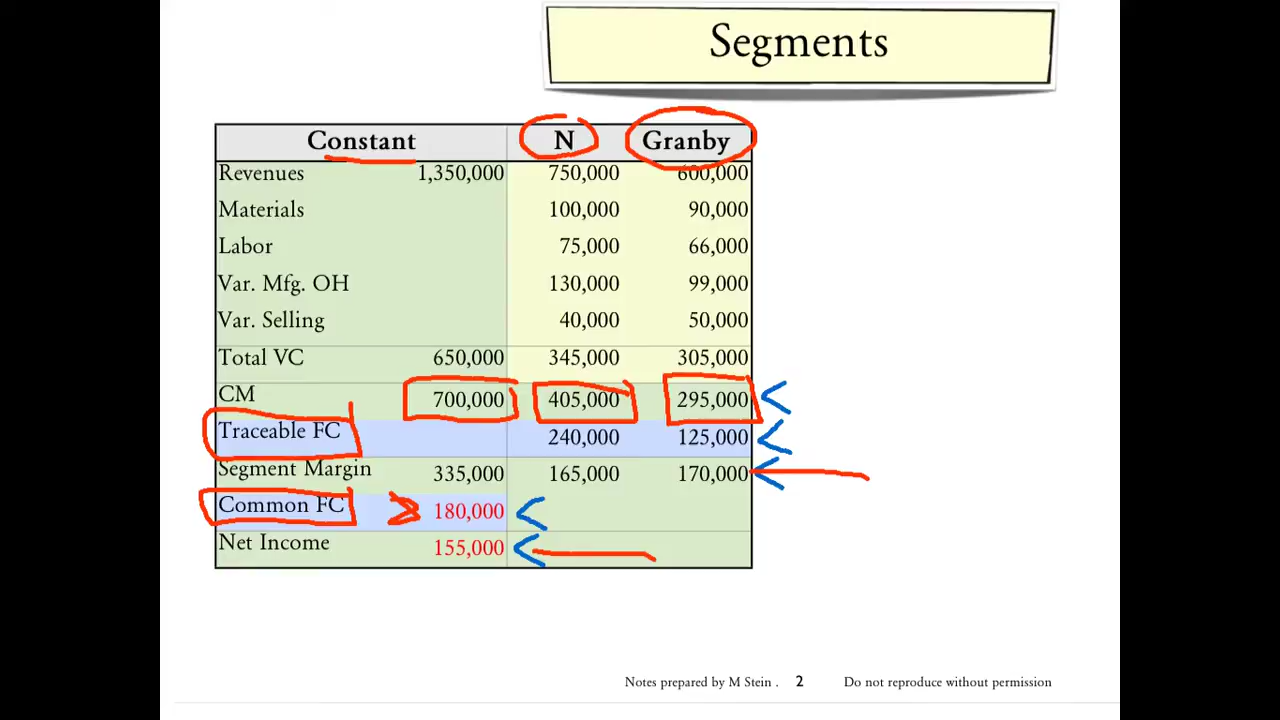 Segments
Constant N Granby
Revenues 1,350,000 750,000 600,000
Materials 100,000 90,000
Labor 75,000 66,000
Var. Mfg. OH 130,000 99,000
Var. Selling 40,000 50,000
Total VC 650,000 345,000 305,000
CM 700,000 405,000 295,000
Traceable FC 240,000 125,000
Segment Margin 335,000 165,000 170,000
Common FC 180,000
Net Income 155,000
Notes prepared by M Stein . 2 Do not reproduce without permission